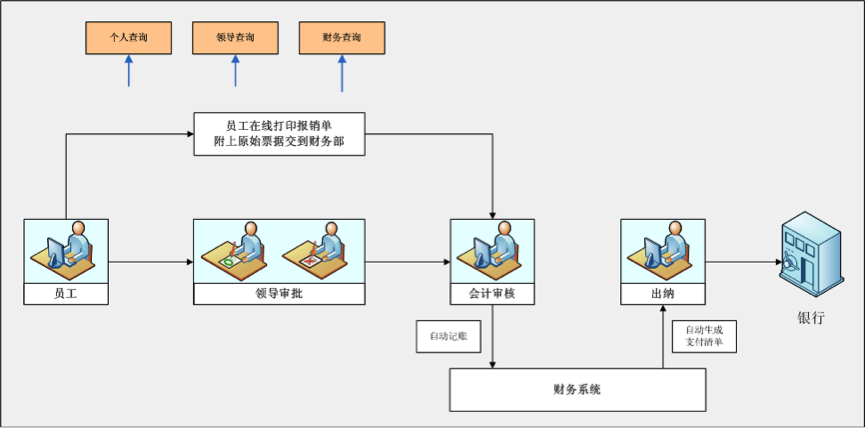 个人查询
领导查询
财务查询
员工在线打印报销单
附上原始票据交到财务部
员工
领导审批
会计审核
出纳
银行
自动记账
自动生成
支付清单
财务系统